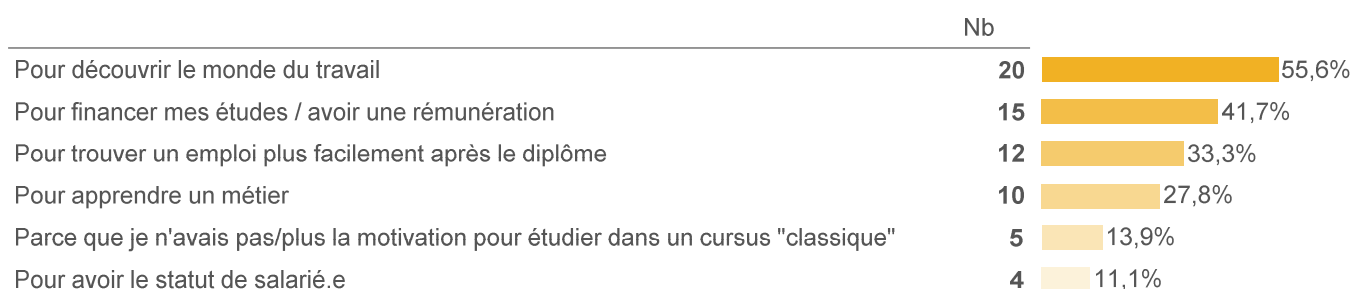 Nb
Pour découvrir le monde du travail 20 55,6%
Pour financer mes études / avoir une rémunération 15 41,7%
Pour trouver un emploi plus facilement après le diplôme 12 33,3%
Pour apprendre un métier 10 27,8%
Parce que je n'avais pas/plus la motivation pour étudier dans un cursus "classique" 5 13,9%
Pour avoir le statut de salarié.e 4 11,1%